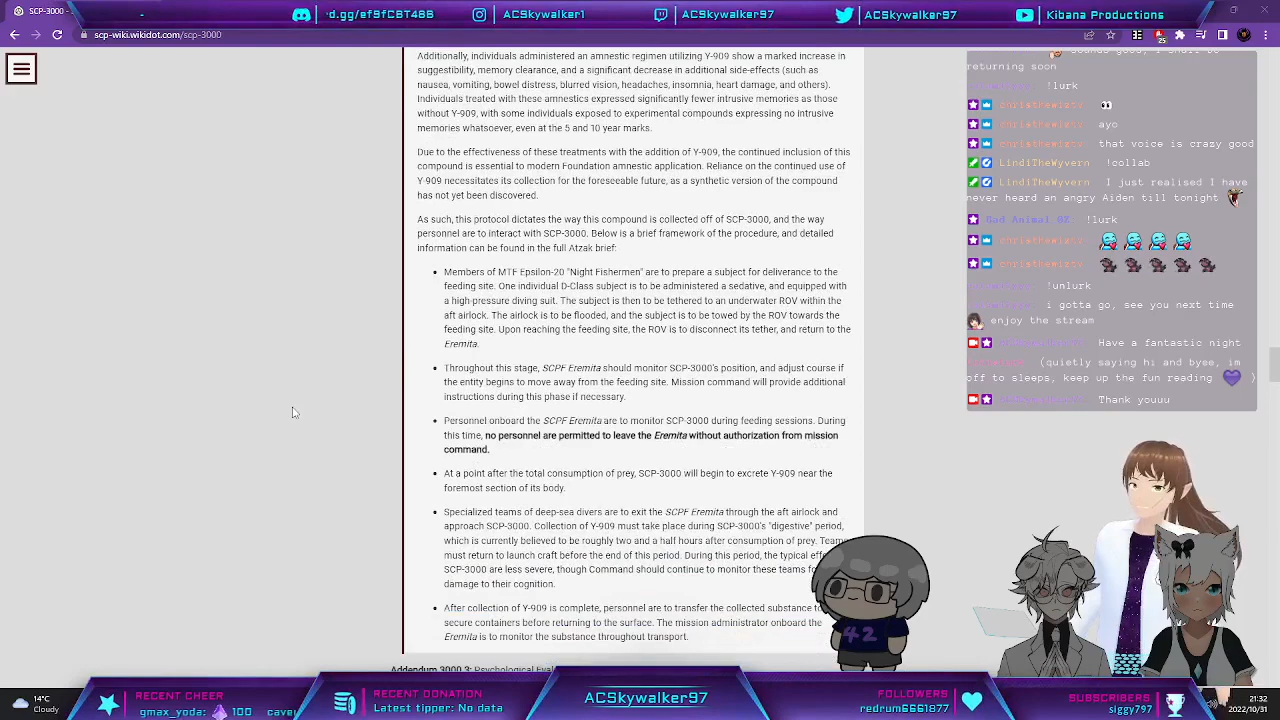 SCP-3000 -
.gg/ef9fCBT486
ACSkywalker1
ACSkywalker97
ACSkywalker97
Kibana Productions
scp-wiki.wikidot.com/scp-3000
25
Additionally, individuals administered an amnestic regimen utilizing Y-909 show a marked increase in
suggestibility, memory clearance, and a significant decrease in additional side-effects (such as
nausea, vomiting, bowel distress, blurred vision, headaches, insomnia, heart damage, and others).
Individuals treated with these amnestics expressed significantly fewer intrusive memories as those
without Y-909, with some individuals exposed to experimental compounds expressing no intrusive
memories whatsoever, even at the 5 and 10 year marks.
Due to the effectiveness of these treatments with the addition of Y-909, the continued inclusion of this
compound is essential to modern Foundation amnestic application. Reliance on the continued use of
Y-909 necessitates its collection for the foreseeable future, as a synthetic version of the compound
has not yet been discovered.
As such, this protocol dictates the way this compound is collected off of SCP-3000, and the way
personnel are to interact with SCP-3000. Below is a brief framework of the procedure, and detailed
information can be found in the full Atzak brief:
• Members of MTF Epsilon-20 "Night Fishermen" are to prepare a subject for deliverance to the
feeding site. One individual D-Class subject is to be administered a sedative, and equipped with
a high-pressure diving suit. The subject is then to be tethered to an underwater ROV within the
aft airlock. The airlock is to be flooded, and the subject is to be towed by the ROV towards the
feeding site. Upon reaching the feeding site, the ROV is to disconnect its tether, and return to the
Eremita.
• Throughout this stage, SCPF Eremita should monitor SCP-3000's position, and adjust course if
the entity begins to move away from the feeding site. Mission command will provide additional
instructions during this phase if necessary.
• Personnel onboard the SCPF Eremita are to monitor SCP-3000 during feeding sessions. During
this time, no personnel are permitted to leave the Eremita without authorization from mission
command.
• At a point after the total consumption of prey, SCP-3000 will begin to excrete Y-909 near the
foremost section of its body.
• Specialized teams of deep-sea divers are to exit the SCPF Eremita through the aft airlock and
approach SCP-3000. Collection of Y-909 must take place during SCP-3000's "digestive" period,
which is currently believed to be roughly two and a half hours after consumption of prey. Team
must return to launch craft before the end of this period. During this period, the typical effe
SCP-3000 are less severe, though Command should continue to monitor these teams fo
damage to their cognition.
• After collection of Y-909 is complete, personnel are to transfer the collected substance to
secure containers before returning to the surface. The mission administrator onboard the
Eremita is to monitor the substance throughout transport.
Addendum 3000.3: Psychological Eval
returning soon
!lurk
christhewiztv
christhewiztv ayo
christhewiztv that voice is crazy good
LindiTheWyvern !collab
LindiTheWyvern I just realised I have
never heard an angry Aiden till tonight
!lurk
christhewiztv
christhewiztv
!unlurk
i gotta go, see you next time
enjoy the stream
Have a fantastic night
(quietly saying hi and byee, im
off to sleeps, keep up the fun reading )
Thank youuu
42
RECENT CHEER
gmax_yoda: 100 cave
RECENT DONATION
Latest tipper: No data
ACSkywalker97
FOLLOWERS
redrum6661877
SUBSCRIBERS
siggy797
14°C
Cloudy
21:32
2022/10/31